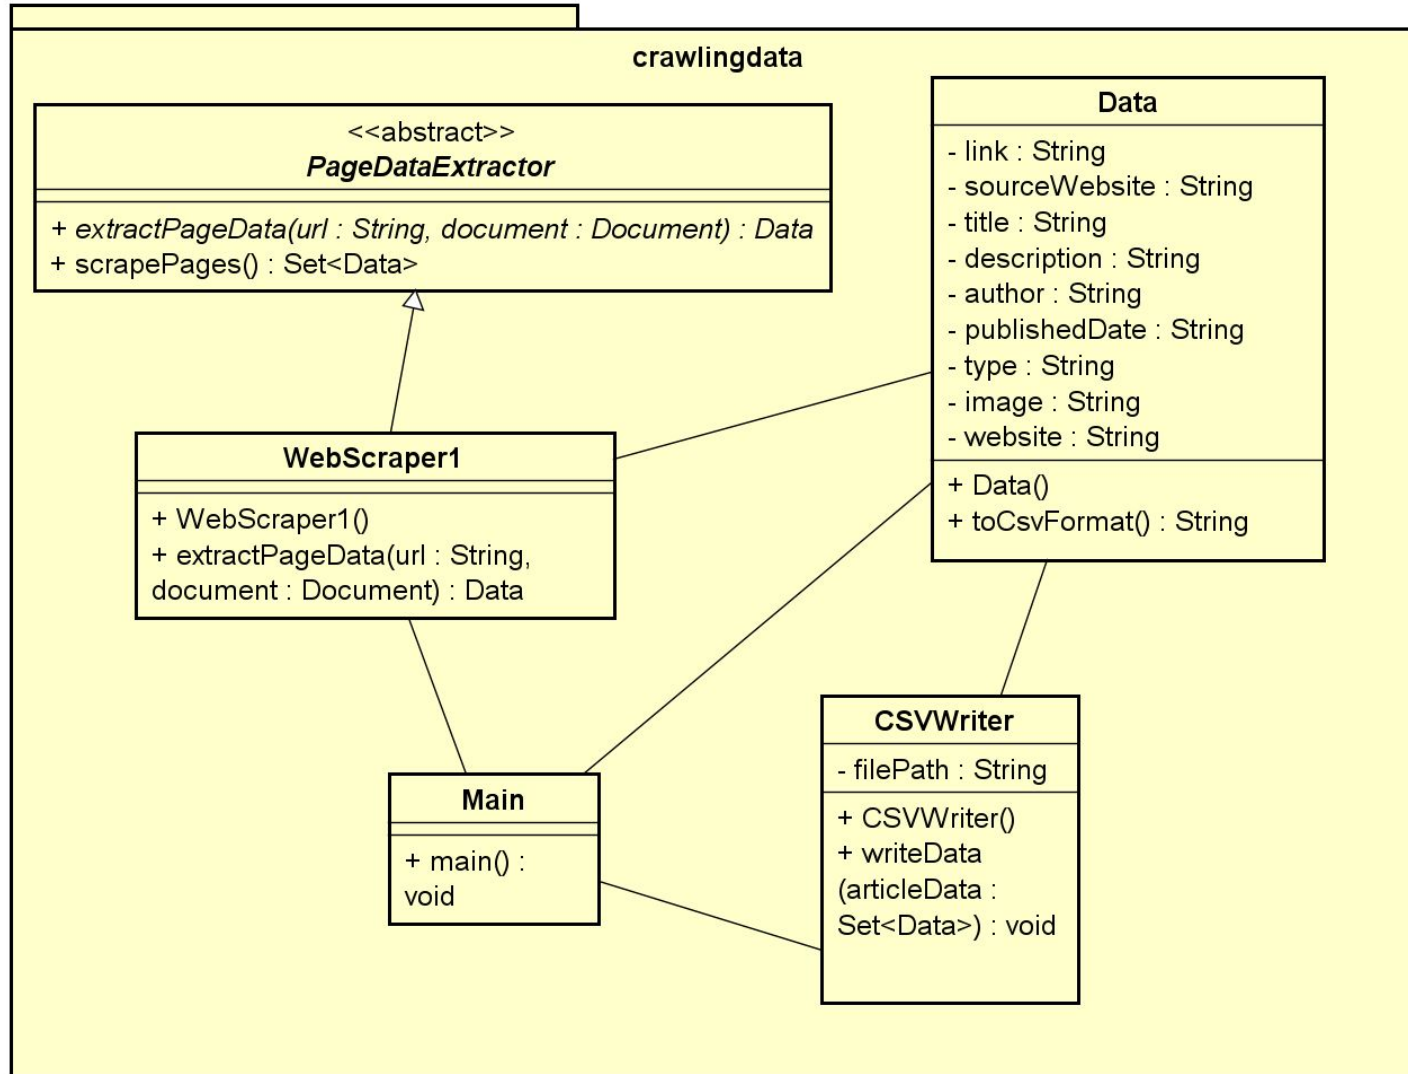 crawlingdata
<<abstract>>
PageDataExtractor
+ extractPageData(url : String, document : Document) : Data
+ scrapePages() : Set<Data>
Data
- link : String
- sourceWebsite : String
- title : String
- description : String
- author : String
- publishedDate : String
- type : String
- image : String
- website : String
+ Data()
+ toCsvFormat() : String
WebScraper1
+ WebScraper1()
+ extractPageData(url : String,
document : Document) : Data
Main
+ main() :
void
CSVWriter
- filePath : String
+ CSVWriter()
+ writeData
(articleData :
Set<Data>) : void